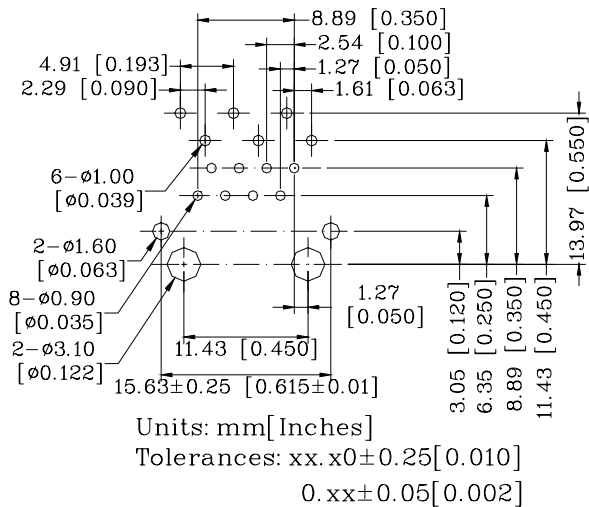 8.89 [0.350]
2.54 [0.100]
4.91 [0.193]
1.27 [0.050]
2.29 [0.090]
1.61 [0.063]
6-ø1.00
[ø0.039]
2-ø1.60
[ø0.063]
8-ø0.90
[ø0.035]
2-ø3.10
[ø0.122]
1.27
[0.050]
11.43 [0.450]
15.63±0.25 [0.615±0.01]
3.05 [0.120]
6.35 [0.250]
8.89 [0.350]
11.43 [0.450]
13.97 [0.550]
Units: mm[Inches]
Tolerances: xx.x0±0.25[0.010]
0.xx±0.05[0.002]